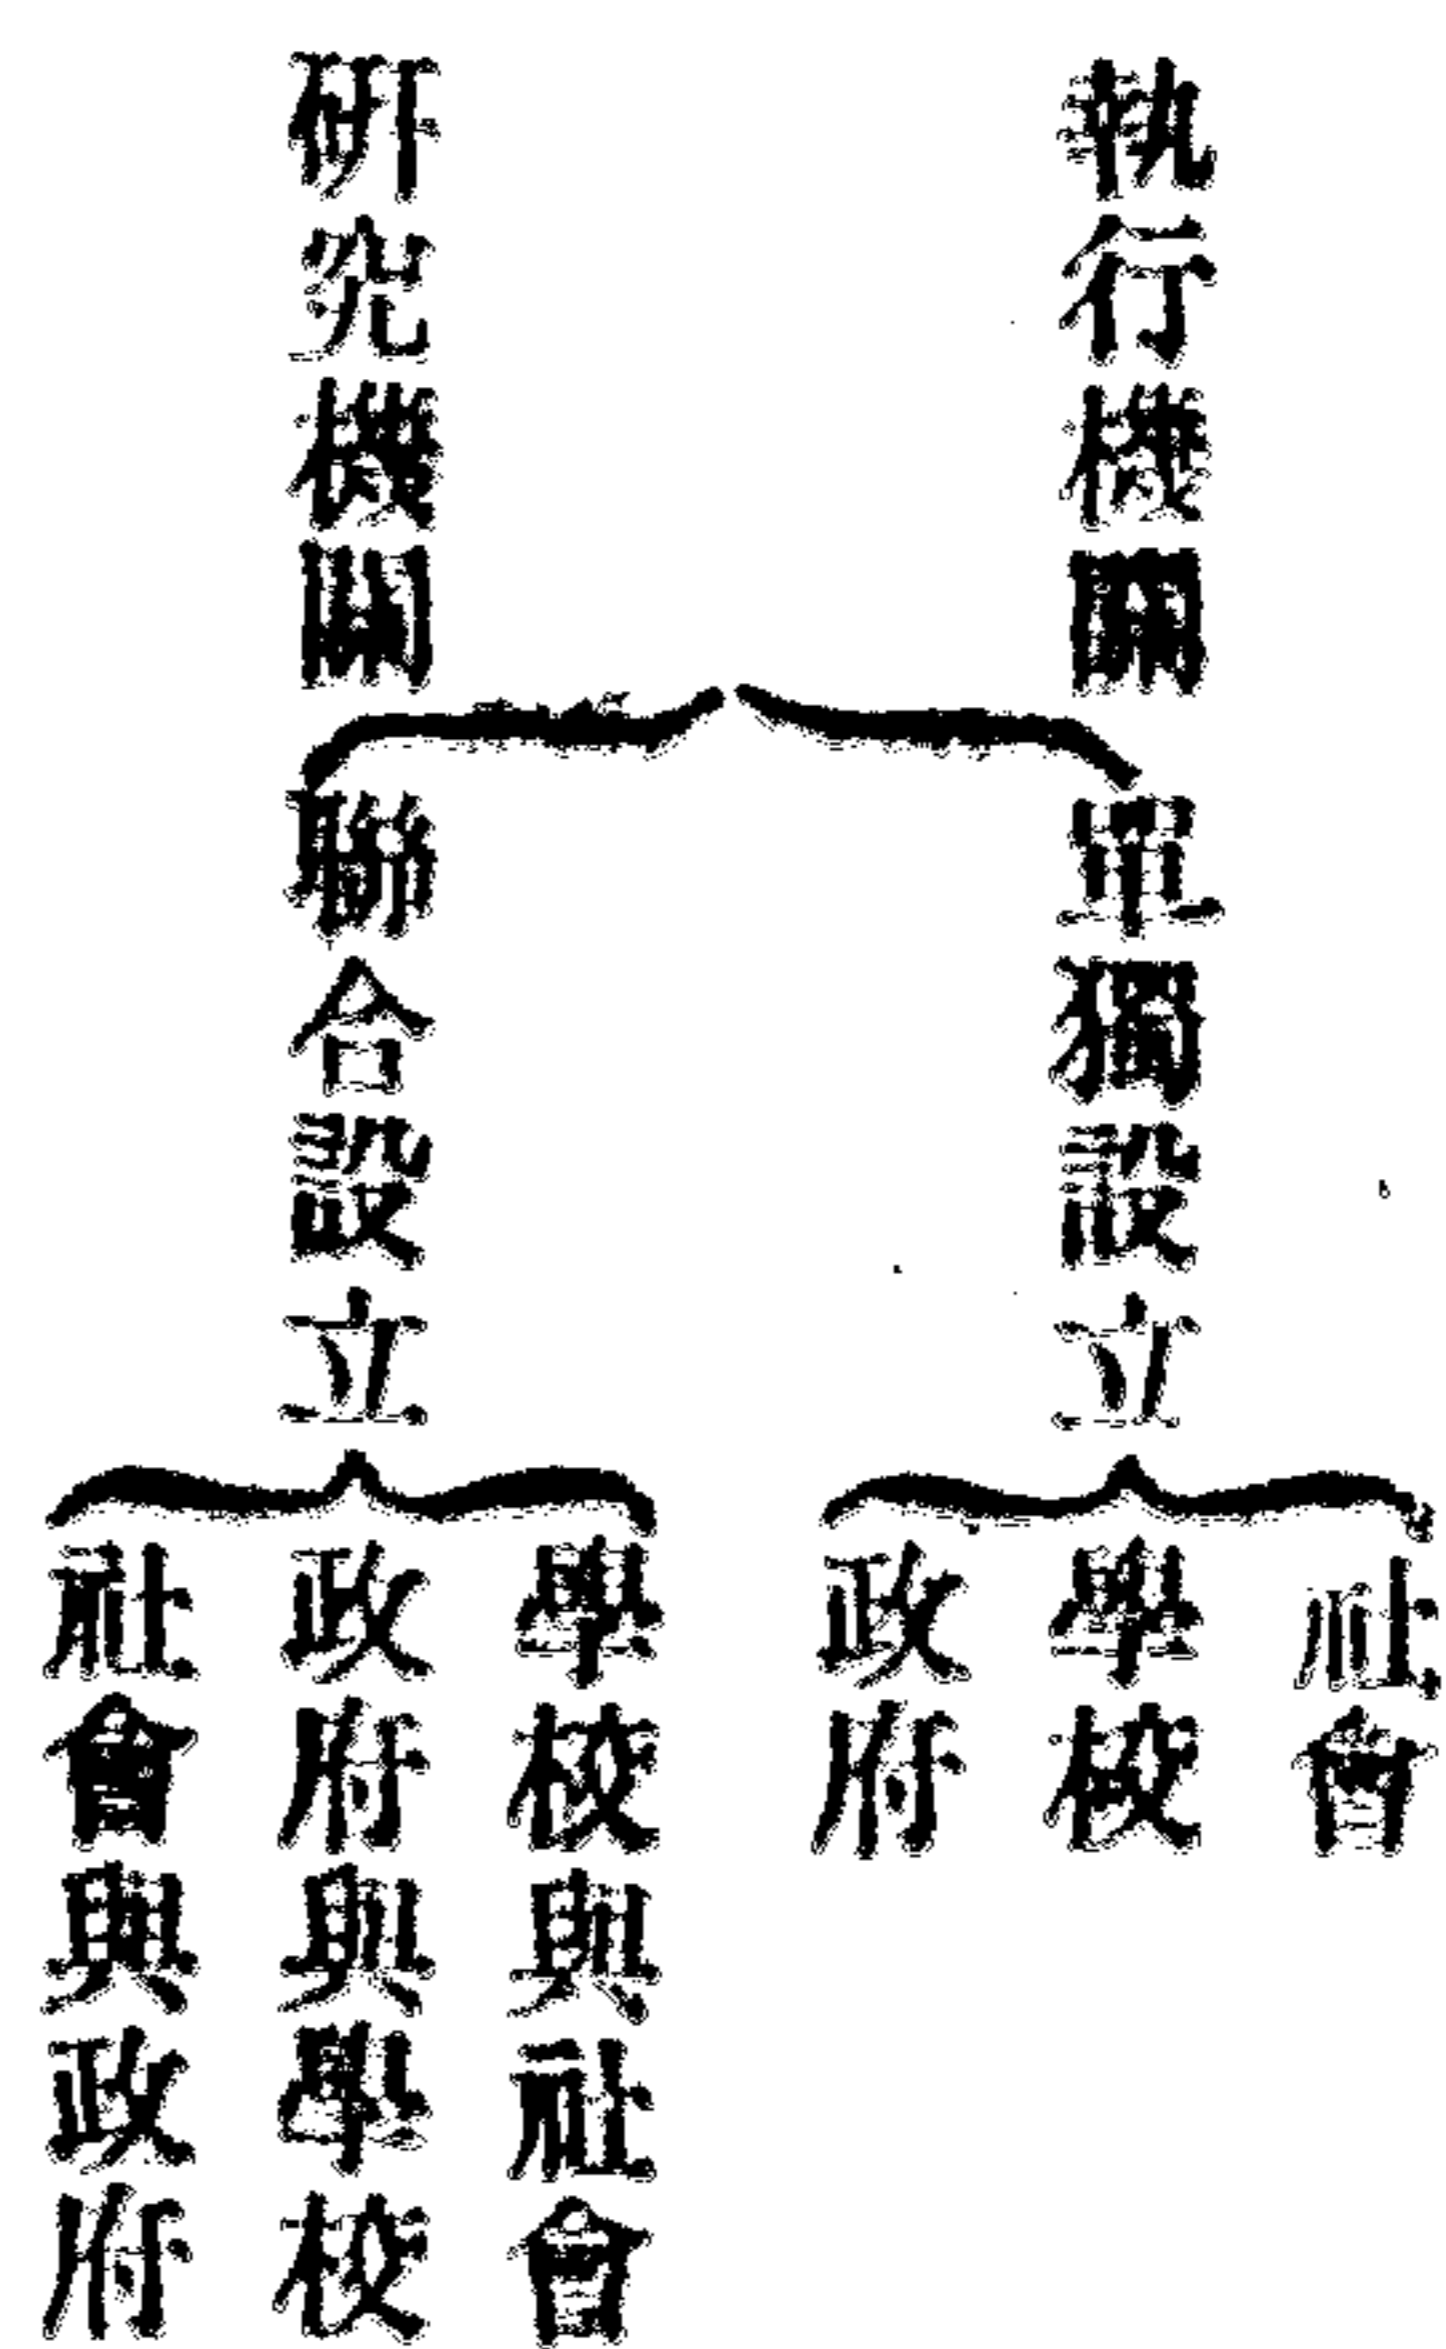 執行機關
研究機關
單獨設立
聯合設立
社會
學校
政府
學校與社會
政府與學校
社會與政府